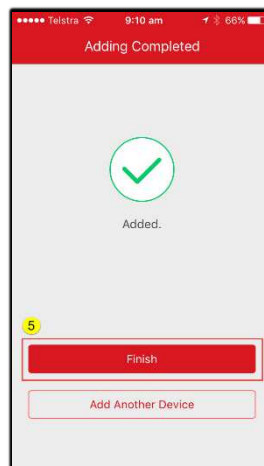 Telstra 9:10 am 66%
Adding Completed
Added.
5
Finish
Add Another Device